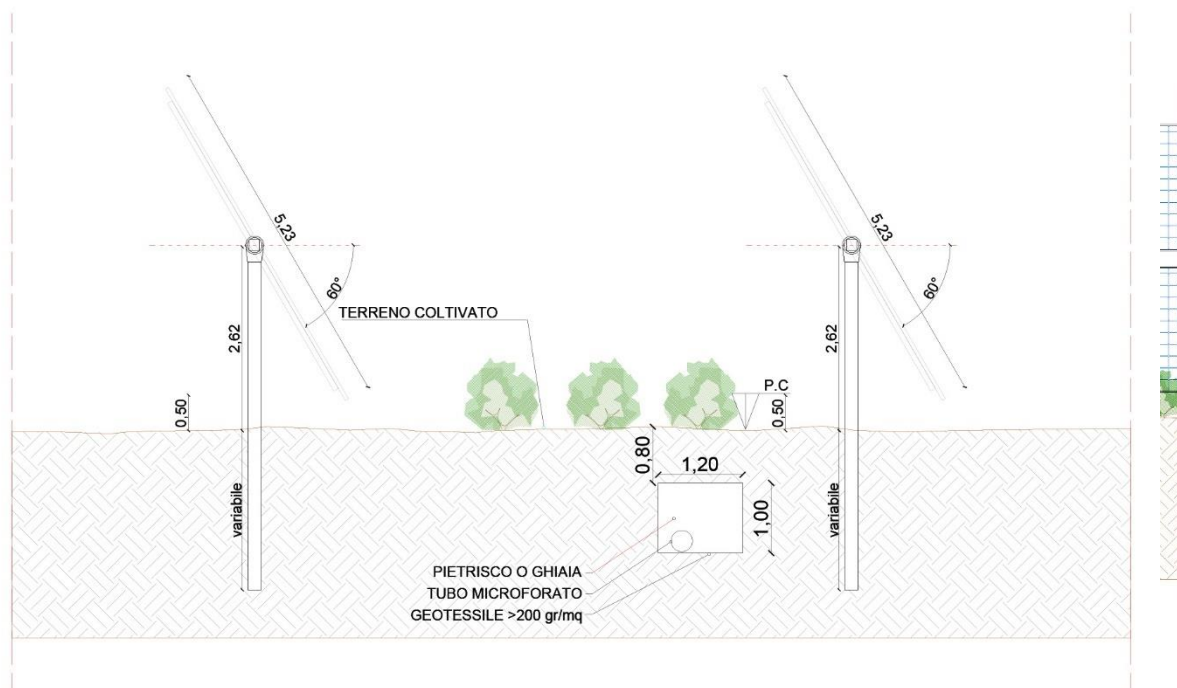 5,23
5,23
60°
60°
2,62
2,62
TERRENO COLTIVATO
P.C
0,50
0,50
0,80
1,20
1,00
variabile
variabile
PIETRISCO O GHIAIA
TUBO MICROFORATO
GEOTESSILE >200 gr/mq